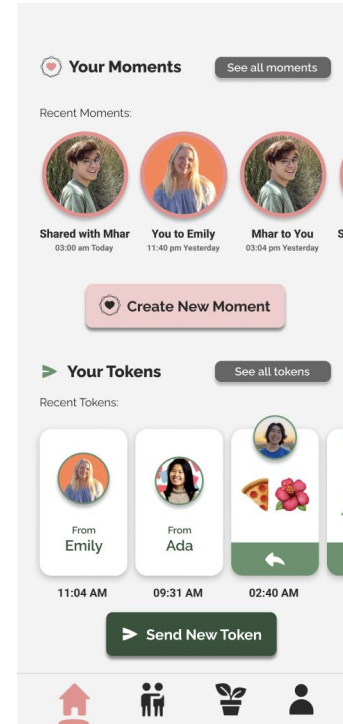 Your Moments
See all moments
Recent Moments:
Shared with Mhar
03:00 am Today
You to Emily
11:40 pm Yesterday
Mhar to You
03:04 pm Yesterday
S
Create New Moment
Your Tokens
See all tokens
Recent Tokens:
From
Emily
From
Ada
11:04 AM
09:31 AM
02:40 AM
Send New Token